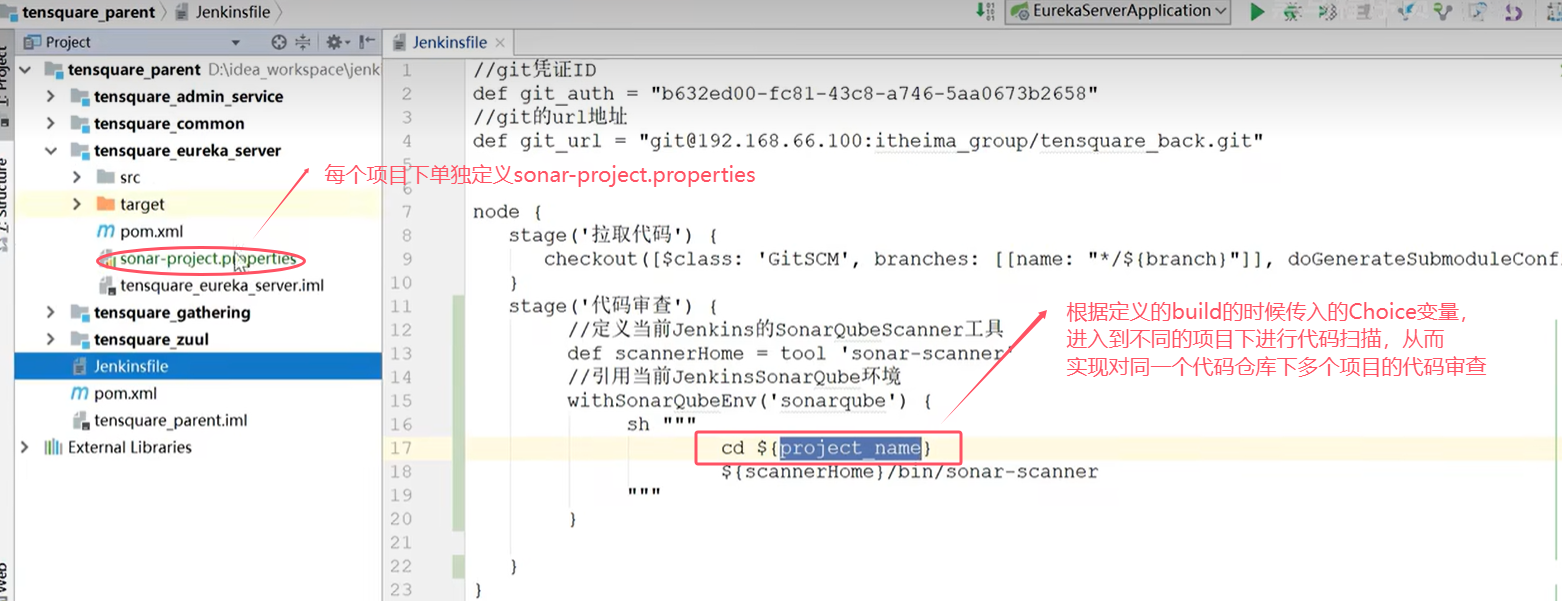 tensquare_parent Jenkinsfile EurekaServerApplication
Project
Jenkinsfile
1: Project
Z: Structure
Web
tensquare_parent D:\idea_workspace\jenk
tensquare_admin_service
tensquare_common
tensquare_eureka_server
src
target
pom.xml
sonar-project.properties
tensquare_eureka_server.iml
tensquare_gathering
tensquare_zuul
Jenkinsfile
pom.xml
tensquare_parent.iml
External Libraries
每个项目下单独定义sonar-project.properties
1 //git凭证ID
2 def git_auth = "b632ed00-fc81-43c8-a746-5aa0673b2658"
3 //git的url地址
4 def git_url = "git@192.168.66.100:itheima_group/tensquare_back.git"
5
6
7 node {
8 stage('拉取代码') {
9 checkout([$class: 'GitSCM', branches: [[name: "*/${branch}"]], doGenerateSubmoduleConfi
10 }
11 stage('代码审查') {
12 //定义当前Jenkins的SonarQubeScanner工具
13 def scannerHome = tool 'sonar-scanner'
14 //引用当前JenkinsSonarQube环境
15 withSonarQubeEnv('sonarqube') {
16 sh """
17 cd ${project_name}
18 ${scannerHome}/bin/sonar-scanner
19 """
20 }
21
22 }
23 }
根据定义的build的时候传入的Choice变量，
进入到不同的项目下进行代码扫描，从而
实现对同一个代码仓库下多个项目的代码审查